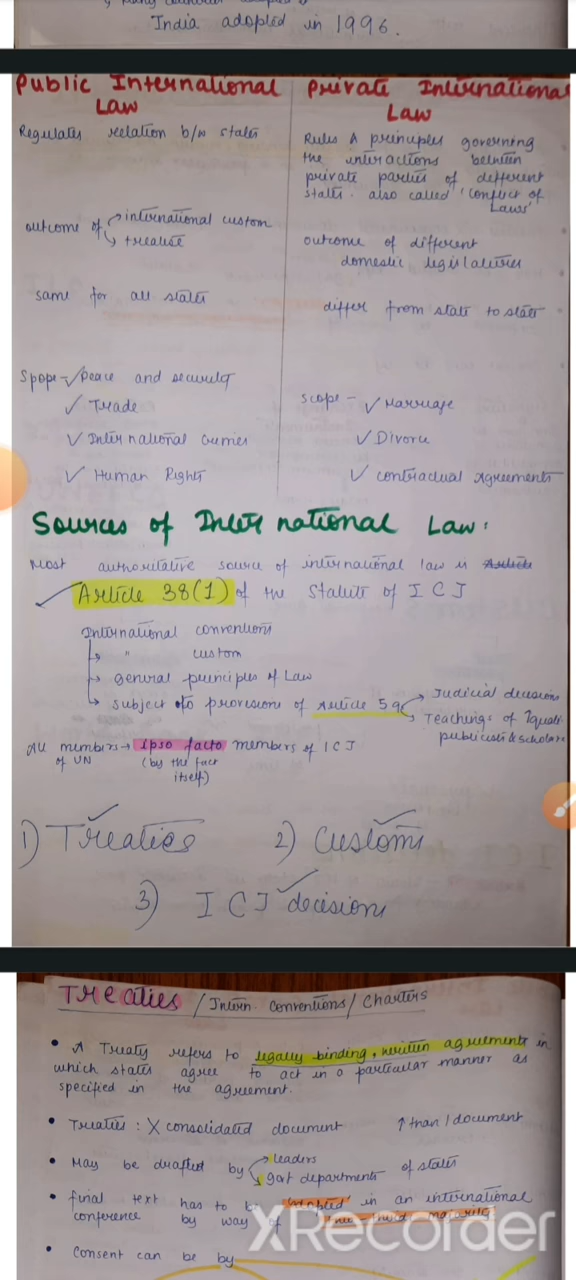 India adopted in 1996.
Public International Law
Regulates relation b/w states
outcome of international custom
treatise
same for all states
Spope - ✓ Peace and security
✓ Trade
✓ International crimes
✓ Human Rights
Private International Law
Rules & principles governing
the interactions between
private parties of different
states. also called 'conflict of
Laws'
outcome of different
domestic legislatures
differ from state to state
scope - ✓ Marriage
✓ Divorce
✓ contractual agreements
Sources of International Law:
Most authoritative source of international law is Article
✓ Article 38(1) of the Statute of ICJ
International conventions
" custom
general principles of Law
subject to provisions of Article 59
Judicial decisions
Teachings of
publicists & scholars
All members → ipso facto members of ICJ
of UN (by the fact
itself)
1) Treaties 2) Customs
3) ICJ decisions
Treaties / Intern. Conventions / Charters
• A Treaty refers to legally binding, written agreements in
which states agree to act in a particular manner as
specified in the agreement.
• Treaties : X consolidated document ↑ than 1 document
• May be drafted by leaders
govt departments of states
• final text has to be adopted in an international
conference by way of
• Consent can be by
XRecorder